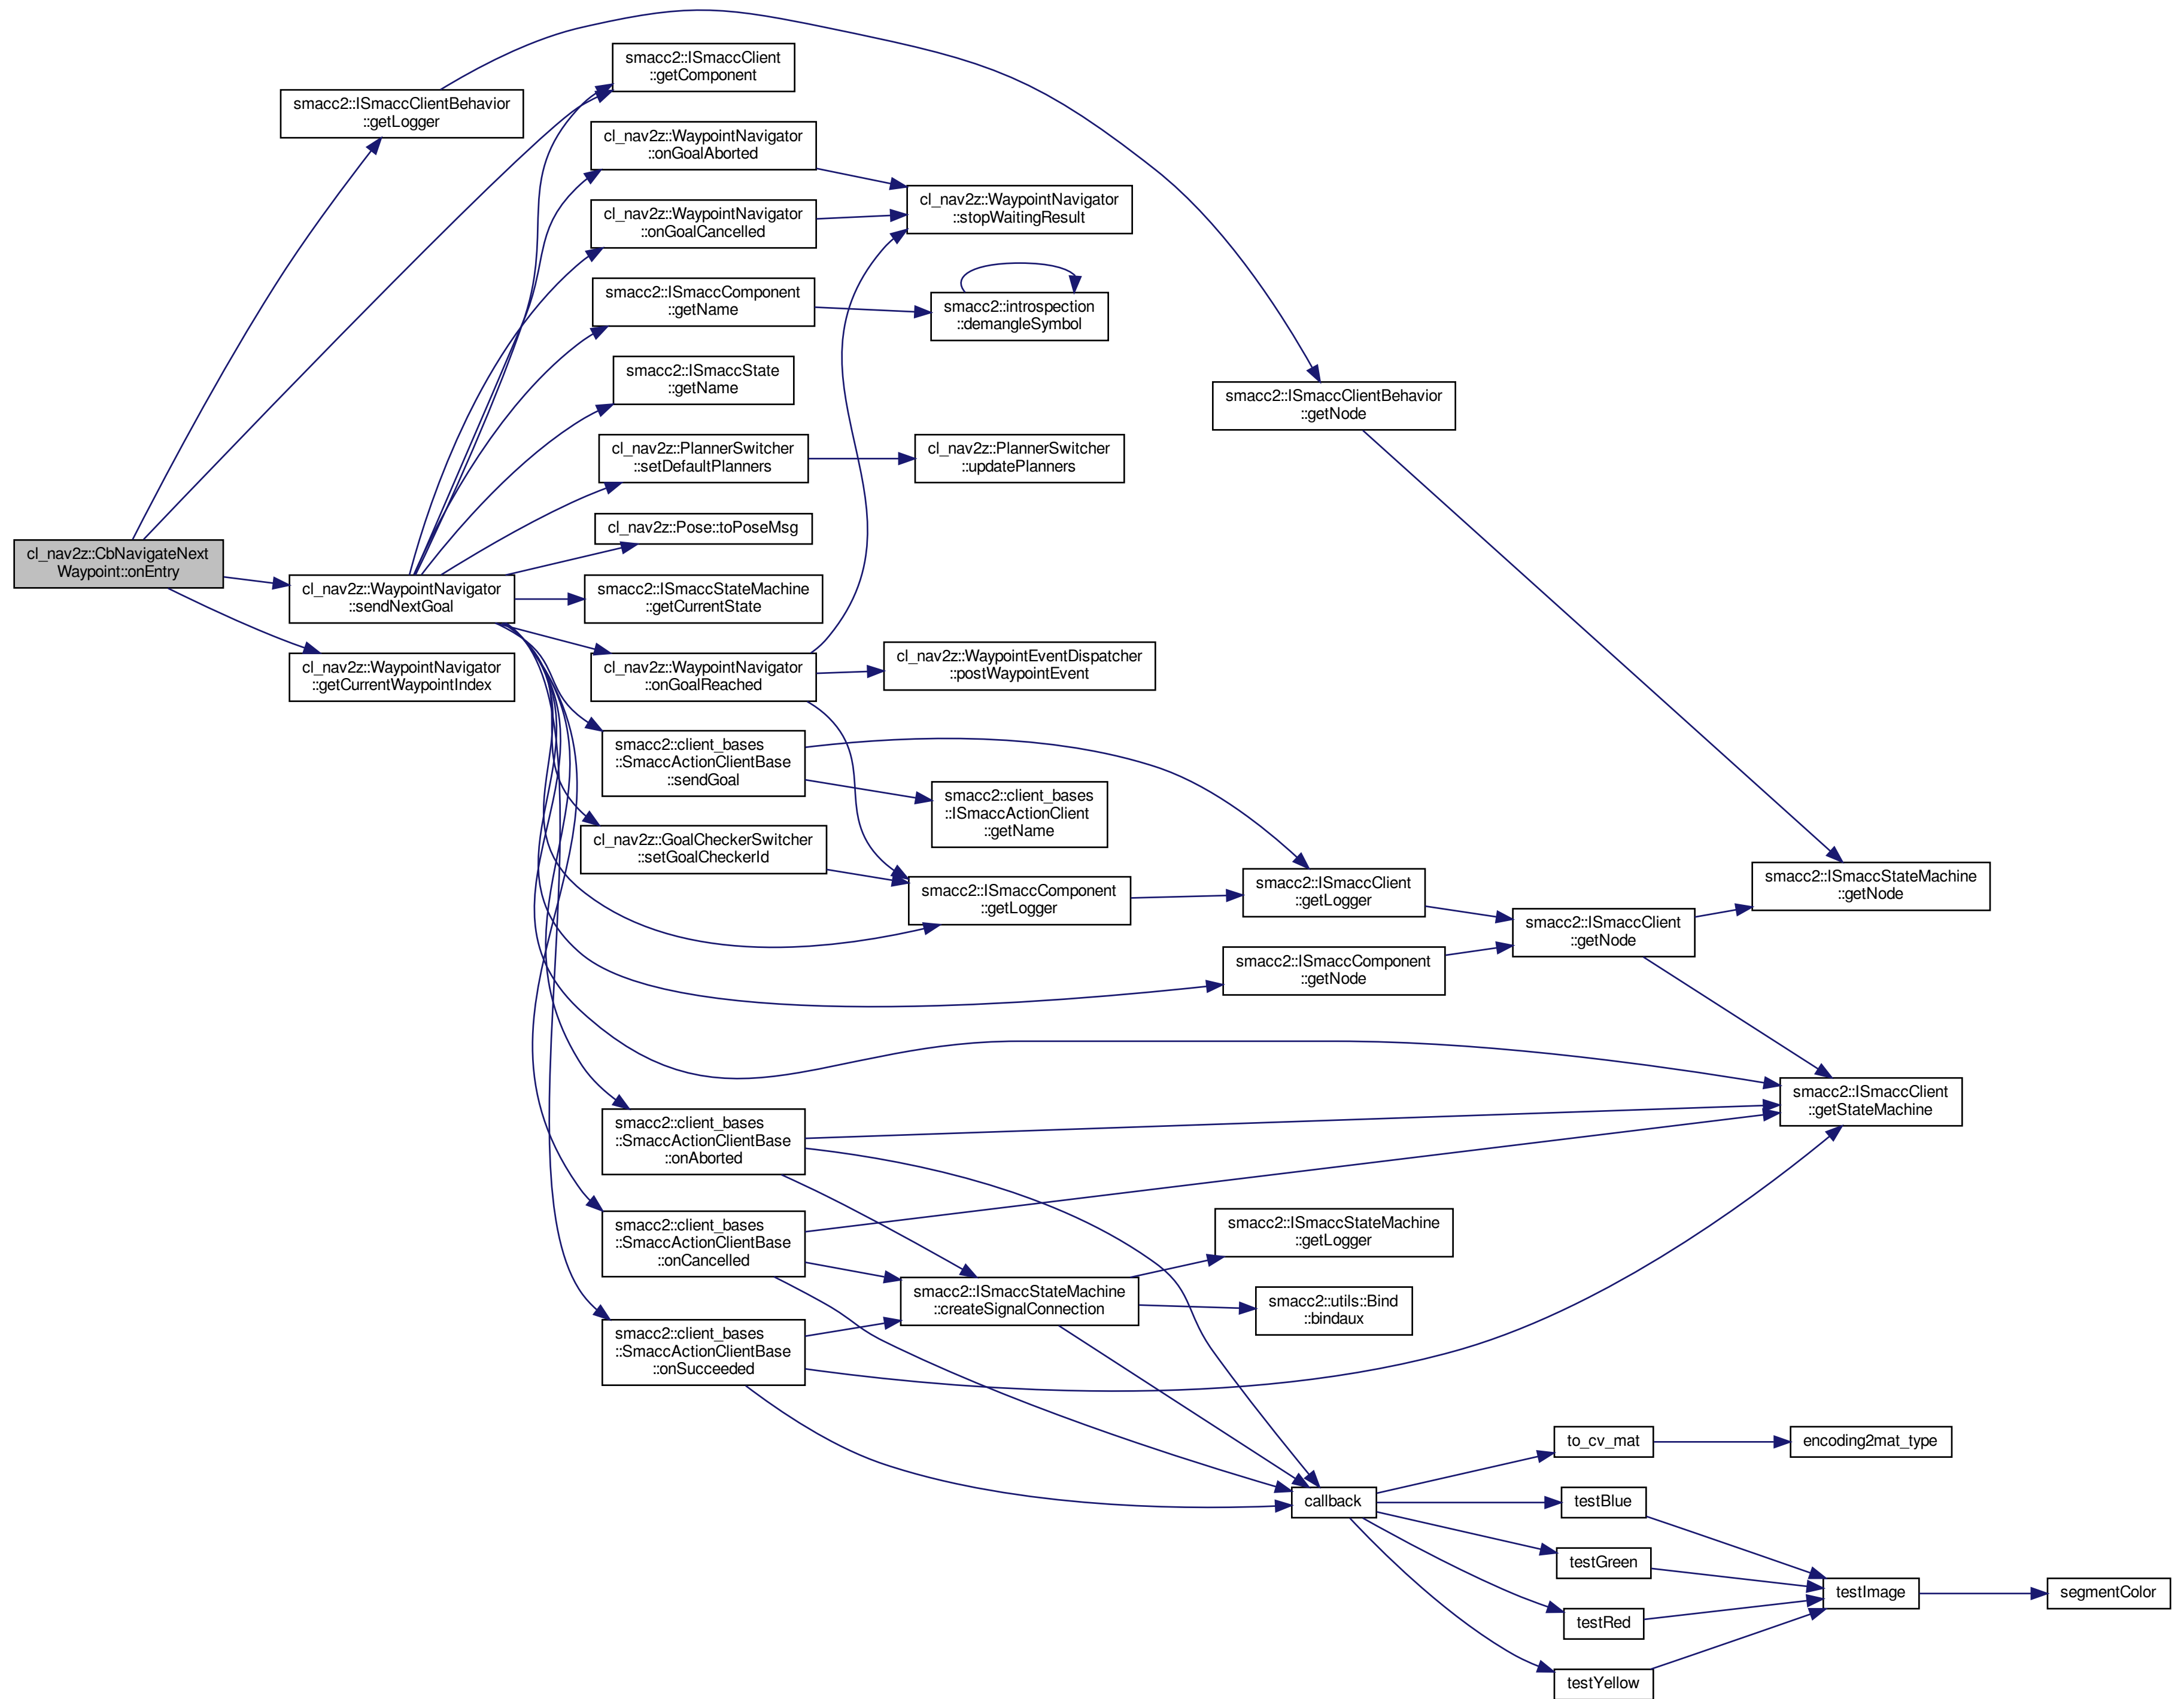 cl_nav2z::CbNavigateNext
Waypoint::onEntry
smacc2::ISmaccClientBehavior
::getLogger
cl_nav2z::WaypointNavigator
::sendNextGoal
cl_nav2z::WaypointNavigator
::getCurrentWaypointIndex
smacc2::ISmaccClient
::getComponent
cl_nav2z::WaypointNavigator
::onGoalAborted
cl_nav2z::WaypointNavigator
::onGoalCancelled
smacc2::ISmaccComponent
::getName
smacc2::ISmaccState
::getName
cl_nav2z::PlannerSwitcher
::setDefaultPlanners
cl_nav2z::Pose::toPoseMsg
smacc2::ISmaccStateMachine
::getCurrentState
cl_nav2z::WaypointNavigator
::onGoalReached
smacc2::client_bases
::SmaccActionClientBase
::sendGoal
cl_nav2z::GoalCheckerSwitcher
::setGoalCheckerId
smacc2::client_bases
::SmaccActionClientBase
::onAborted
smacc2::client_bases
::SmaccActionClientBase
::onCancelled
smacc2::client_bases
::SmaccActionClientBase
::onSucceeded
cl_nav2z::WaypointNavigator
::stopWaitingResult
smacc2::introspection
::demangleSymbol
cl_nav2z::PlannerSwitcher
::updatePlanners
cl_nav2z::WaypointEventDispatcher
::postWaypointEvent
smacc2::client_bases
::ISmaccActionClient
::getName
smacc2::ISmaccComponent
::getLogger
smacc2::ISmaccStateMachine
::createSignalConnection
smacc2::ISmaccClientBehavior
::getNode
smacc2::ISmaccClient
::getLogger
smacc2::ISmaccComponent
::getNode
smacc2::ISmaccStateMachine
::getLogger
smacc2::utils::Bind
::bindaux
callback
smacc2::ISmaccClient
::getNode
to_cv_mat
testBlue
testGreen
testRed
testYellow
smacc2::ISmaccStateMachine
::getNode
smacc2::ISmaccClient
::getStateMachine
encoding2mat_type
testImage
segmentColor